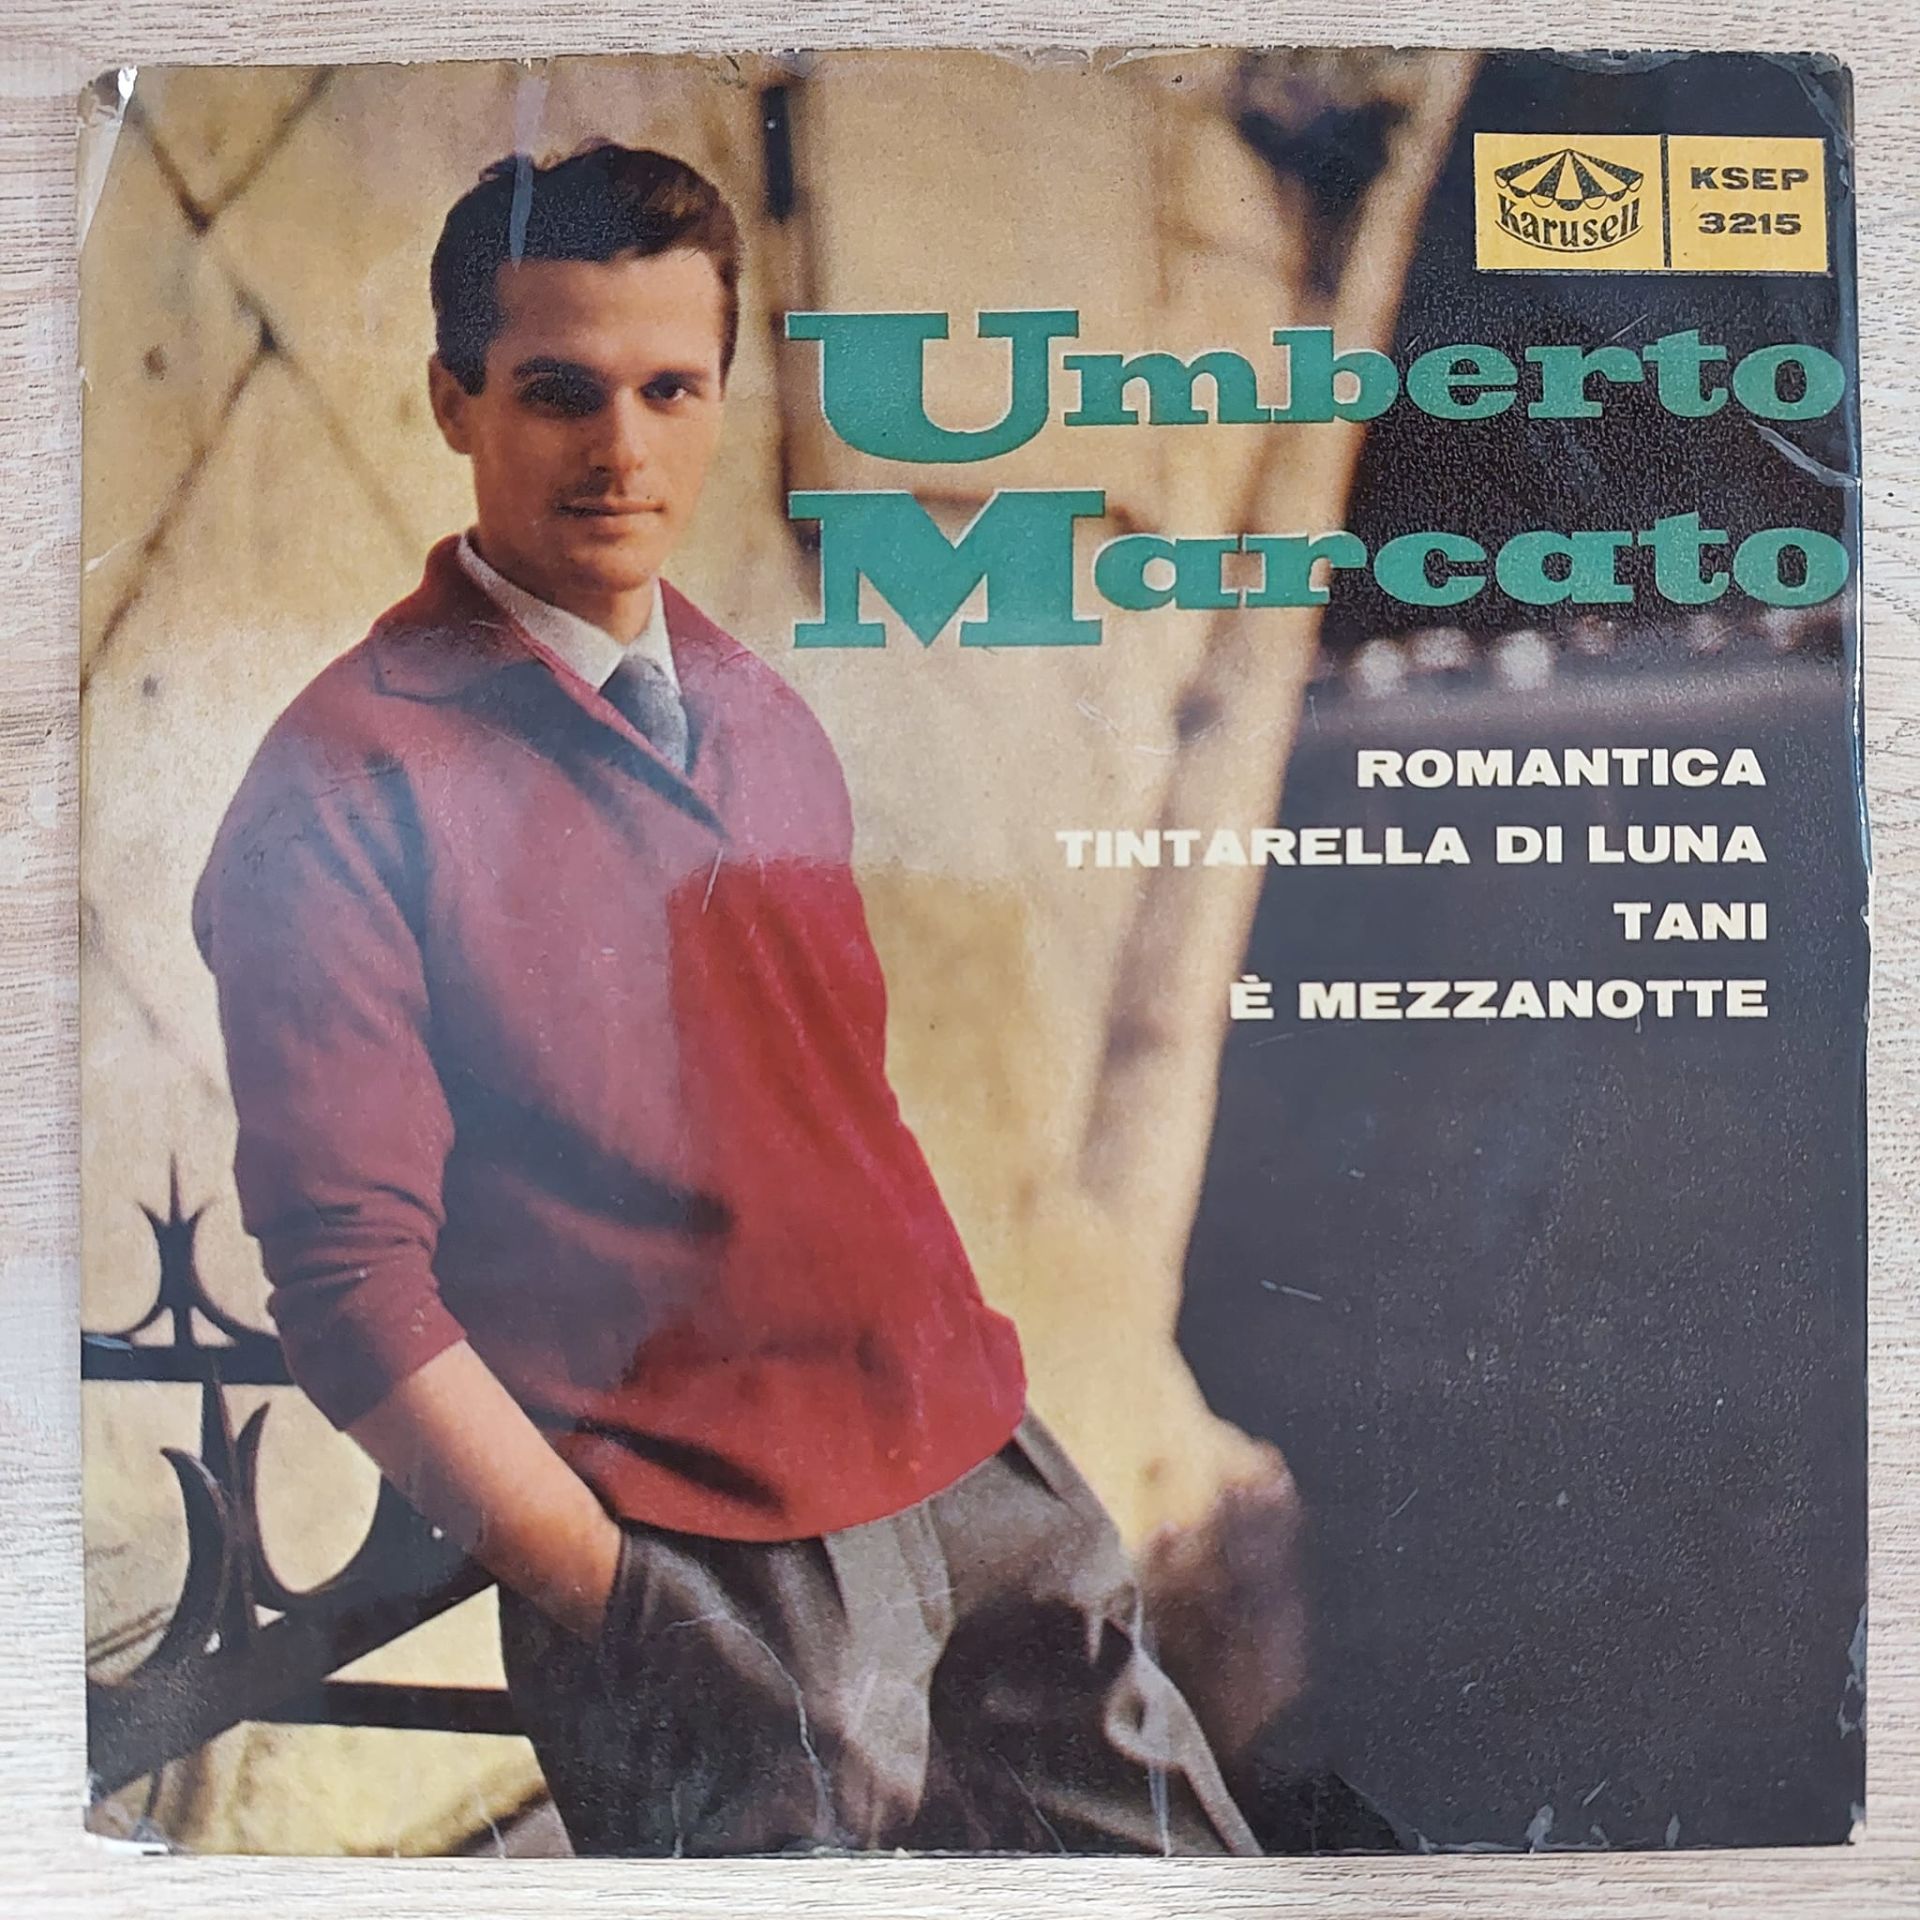 Karusell
KSEP
3215
Umberto
Marcato
ROMANTICA
TINTARELLA DI LUNA
TANI
È MEZZANOTTE